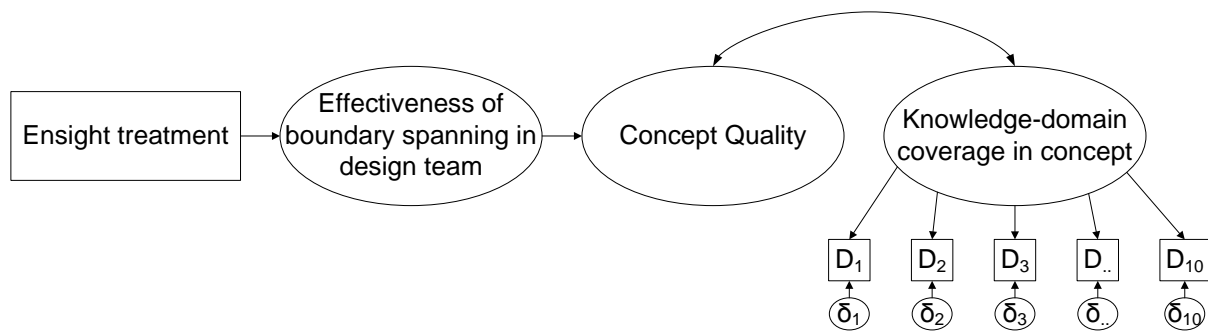 Ensight treatment
Effectiveness of
boundary spanning in
design team
Concept Quality
Knowledge-domain
coverage in concept
D₁ D₂ D₃ D.. D₁₀
δ₁ δ₂ δ₃ δ.. δ₁₀